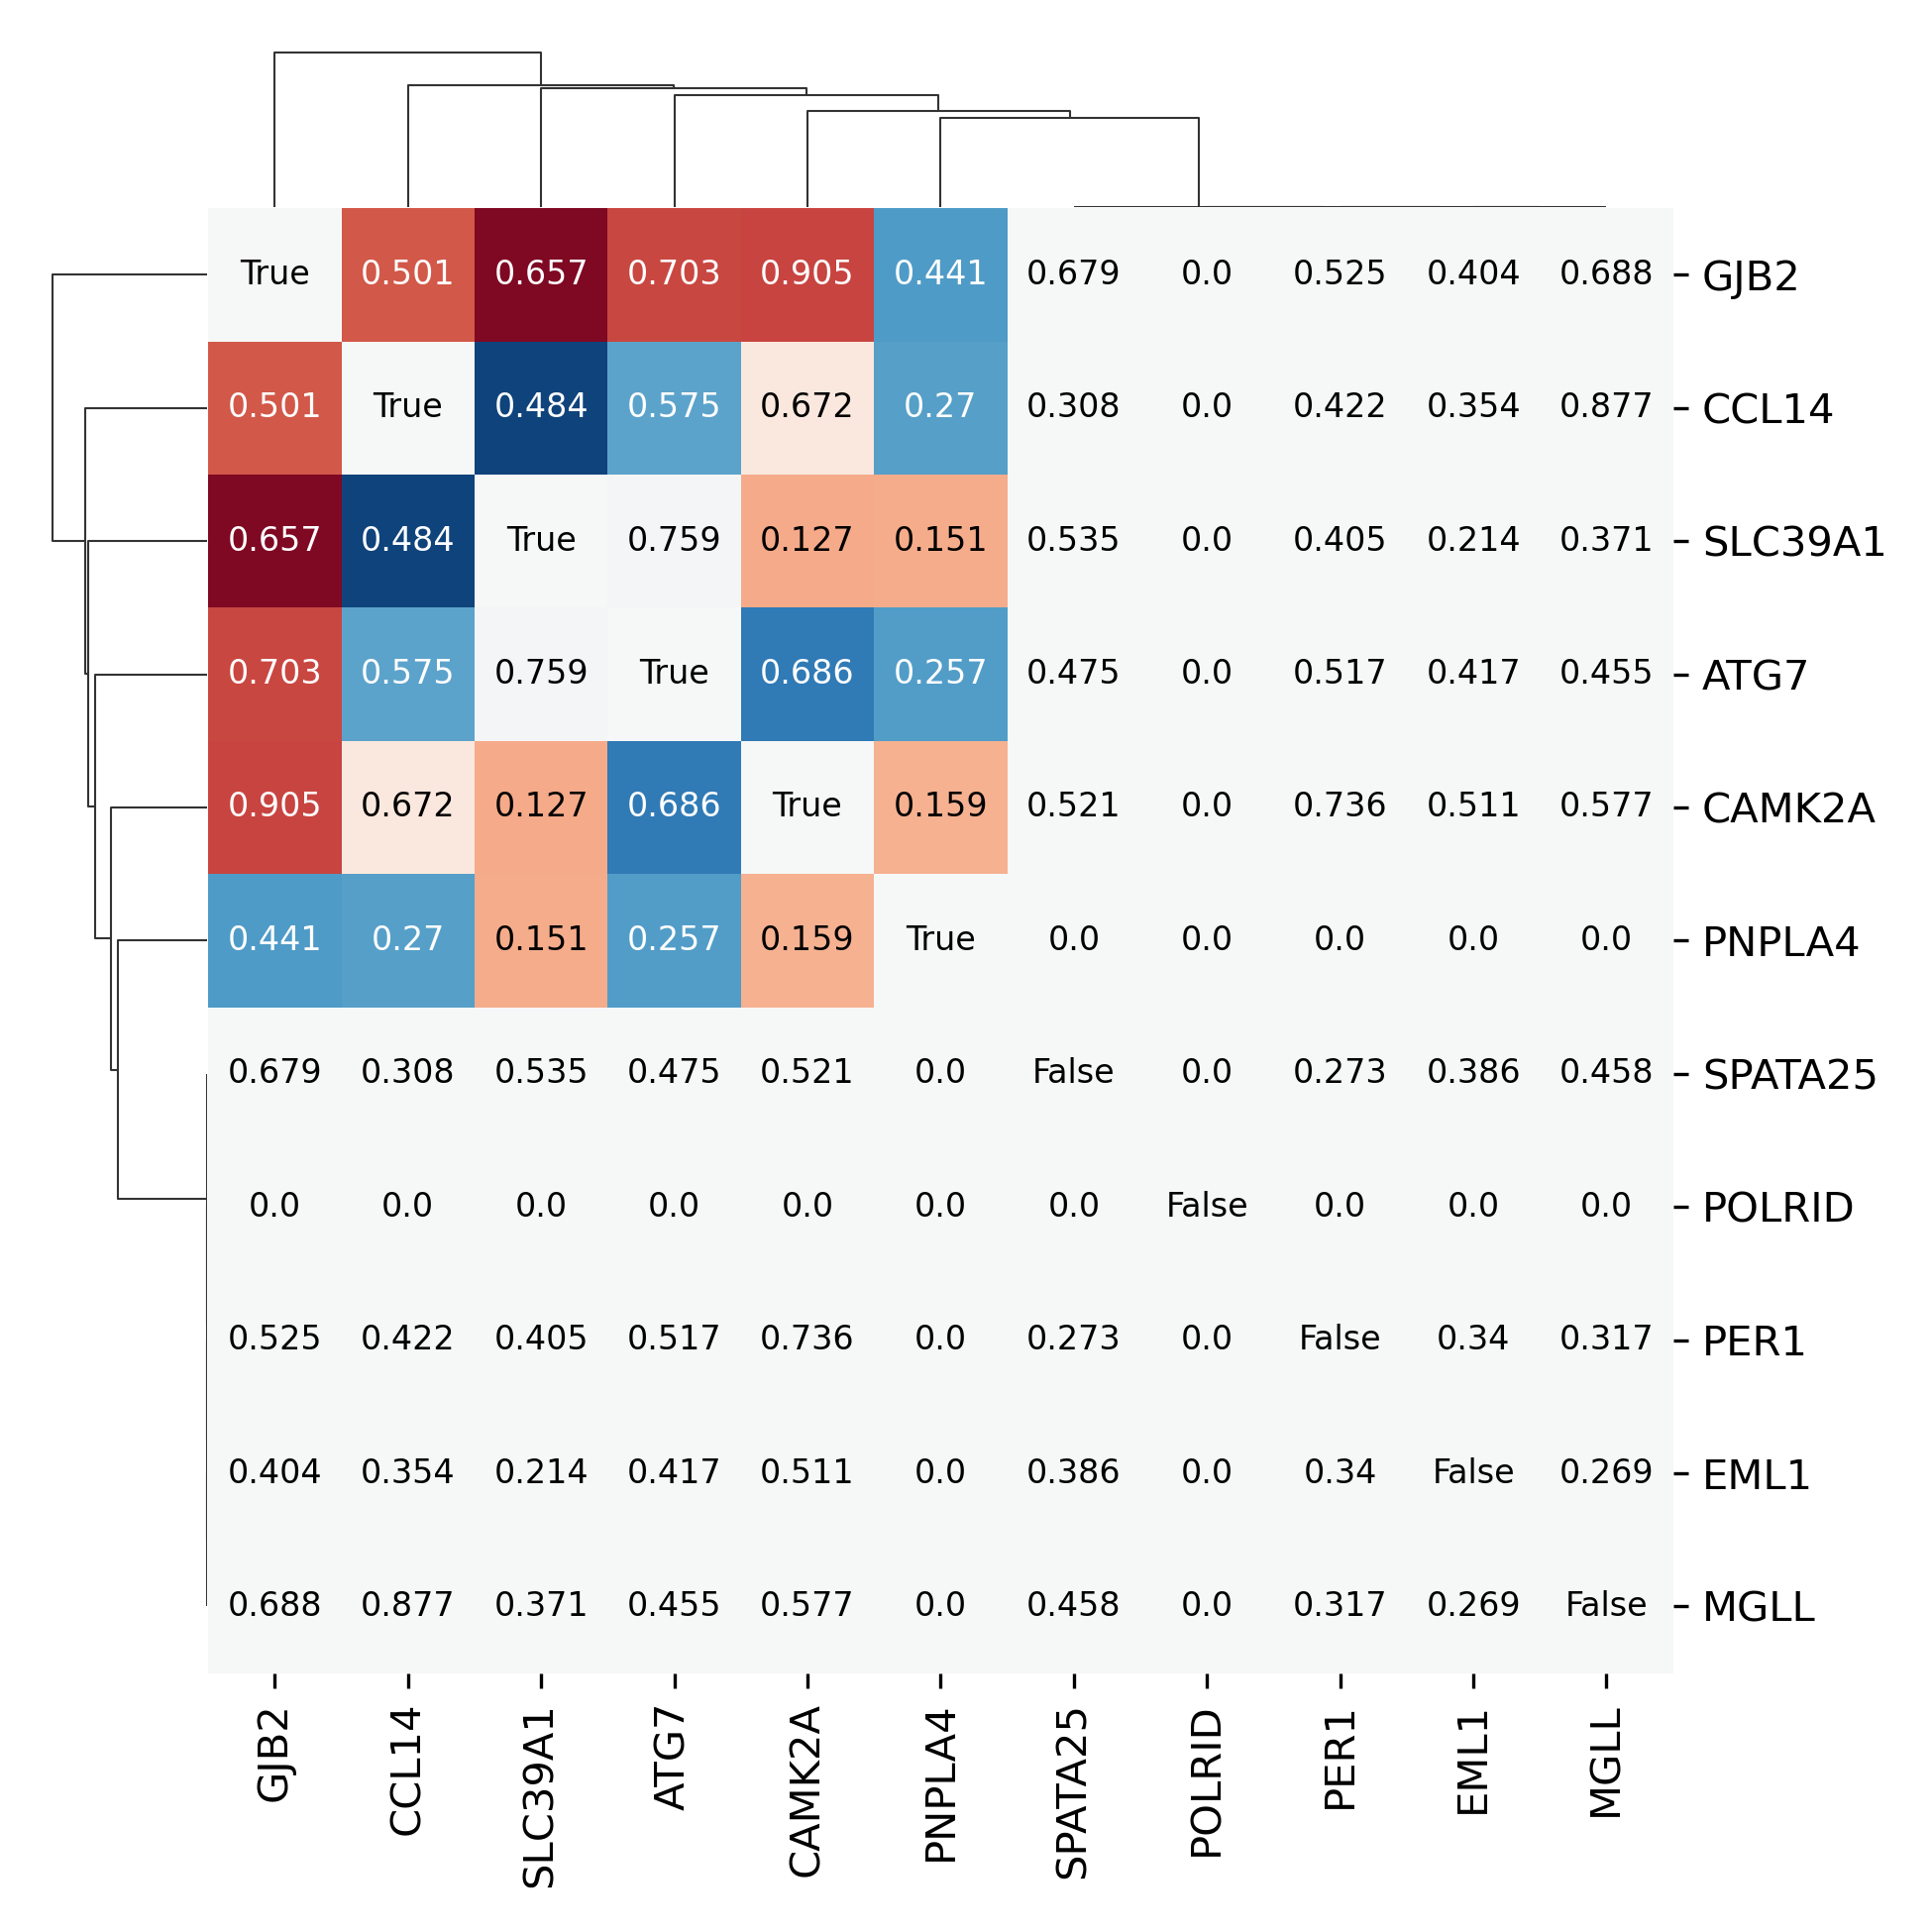 True 0.501 0.657 0.703 0.905 0.441 0.679 0.0 0.525 0.404 0.688 GJB2
0.501 True 0.484 0.575 0.672 0.27 0.308 0.0 0.422 0.354 0.877 CCL14
0.657 0.484 True 0.759 0.127 0.151 0.535 0.0 0.405 0.214 0.371 SLC39A1
0.703 0.575 0.759 True 0.686 0.257 0.475 0.0 0.517 0.417 0.455 ATG7
0.905 0.672 0.127 0.686 True 0.159 0.521 0.0 0.736 0.511 0.577 CAMK2A
0.441 0.27 0.151 0.257 0.159 True 0.0 0.0 0.0 0.0 0.0 PNPLA4
0.679 0.308 0.535 0.475 0.521 0.0 False 0.0 0.273 0.386 0.458 SPATA25
0.0 0.0 0.0 0.0 0.0 0.0 0.0 False 0.0 0.0 0.0 POLRID
0.525 0.422 0.405 0.517 0.736 0.0 0.273 0.0 False 0.34 0.317 PER1
0.404 0.354 0.214 0.417 0.511 0.0 0.386 0.0 0.34 False 0.269 EML1
0.688 0.877 0.371 0.455 0.577 0.0 0.458 0.0 0.317 0.269 False MGLL
GJB2 CCL14 SLC39A1 ATG7 CAMK2A PNPLA4 SPATA25 POLRID PER1 EML1 MGLL